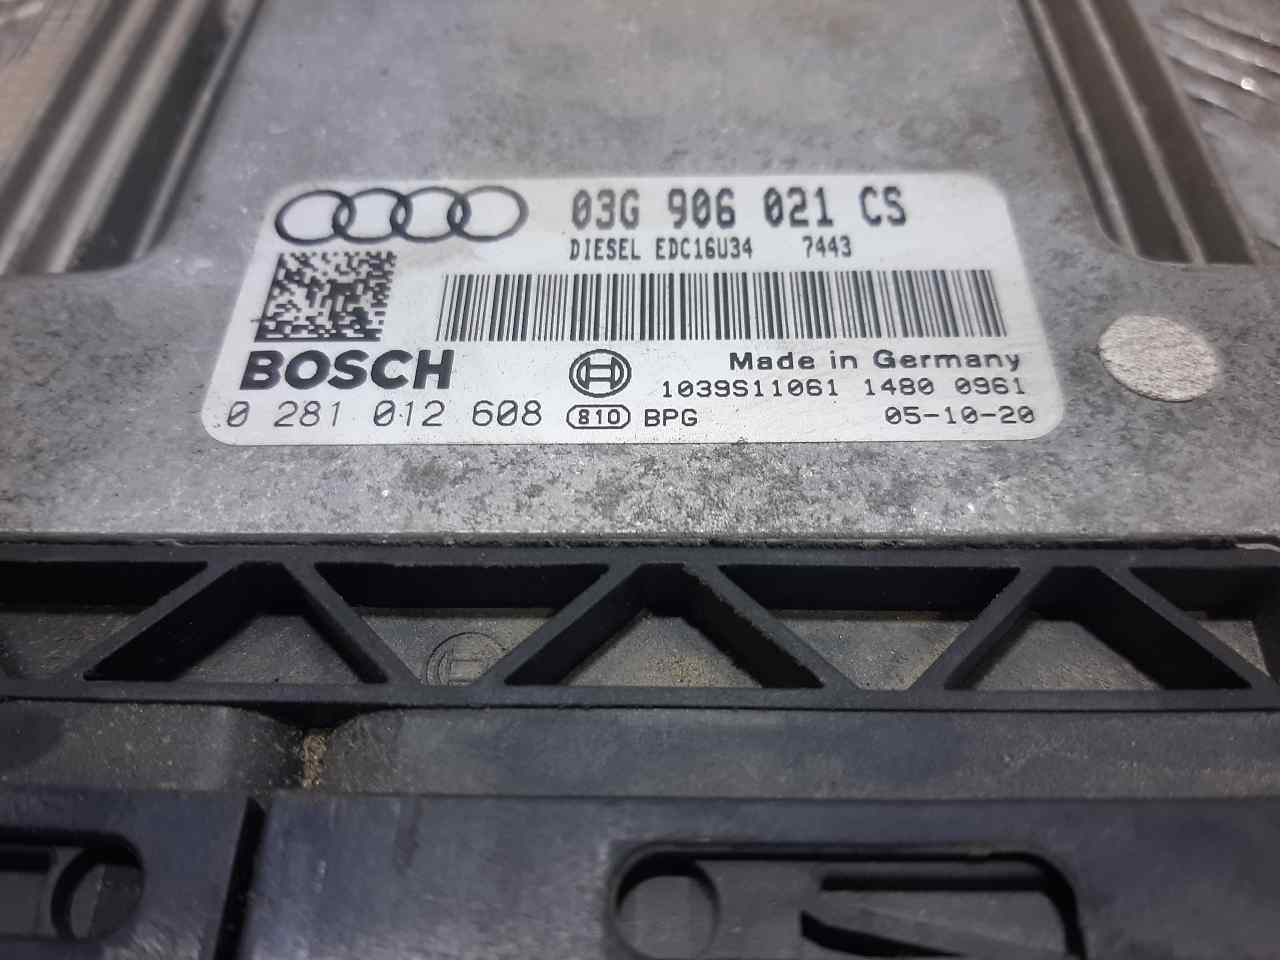 03G 906 021 CS
DIESEL EDC16U34 7443
BOSCH
Made in Germany
1039S11061 1480 0961
0 281 012 608 810 BPG 05-10-20